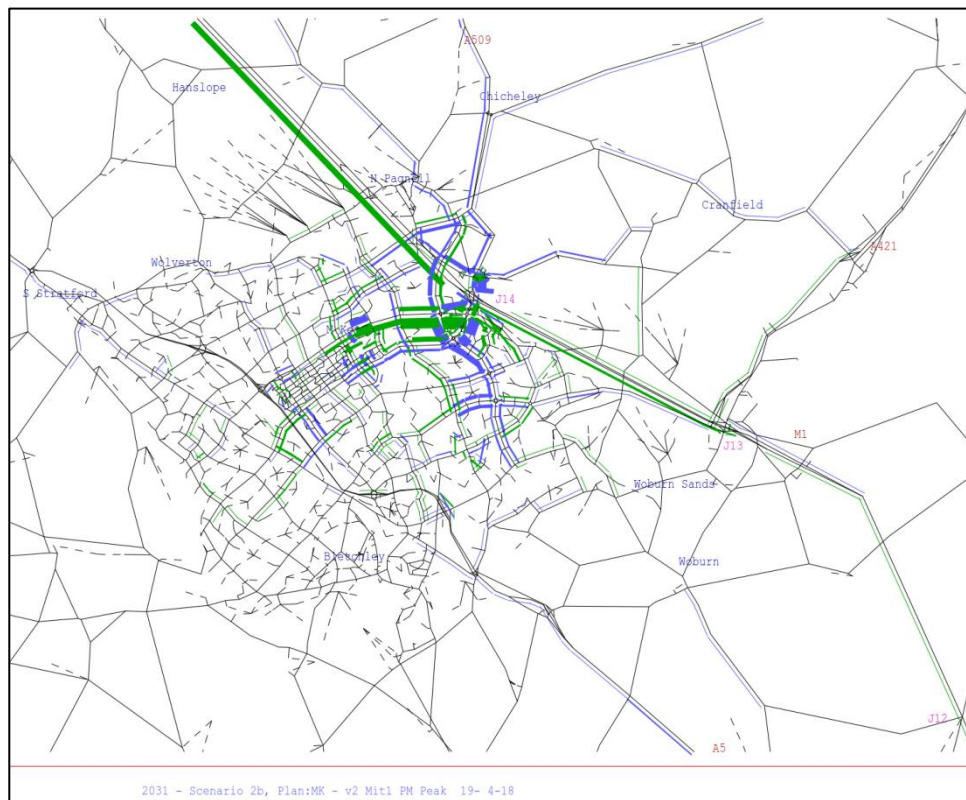 A509
Hanslope
Chicheley
N Pagnell
Cranfield
A421
Wolverton
S Stratford
J14
M1
J13
Woburn Sands
Bletchley
Woburn
J12
A5
2031 - Scenario 2b, Plan:MK - v2 Mit1 PM Peak 19- 4-18